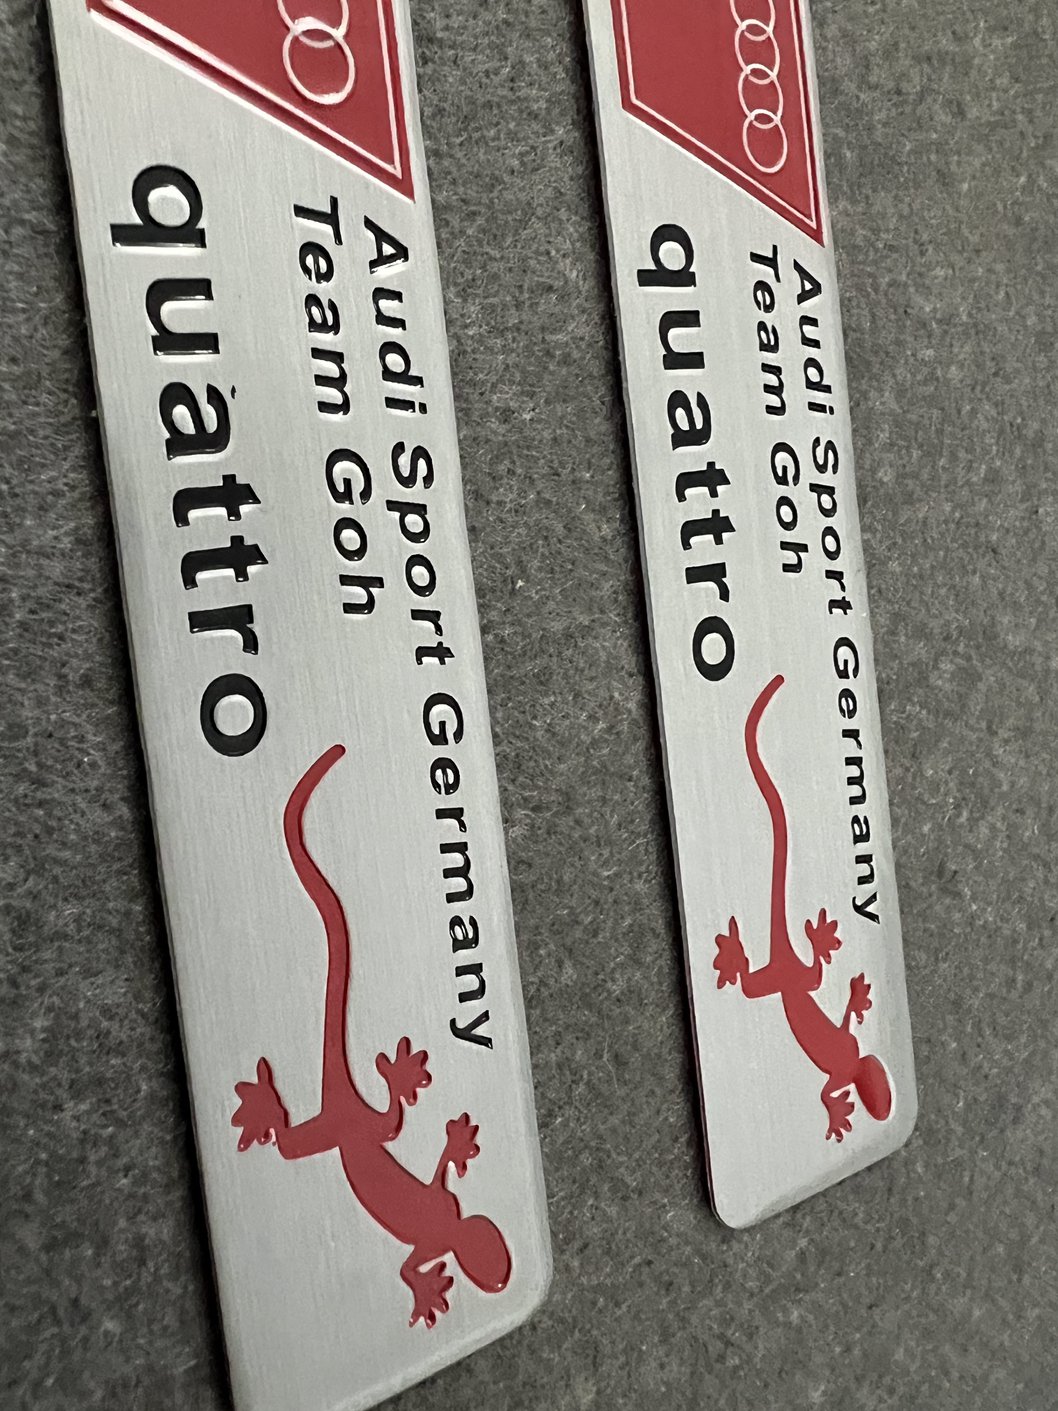 Audi Sport Germany
Team Goh
quattro
Audi Sport Germany
Team Goh
quattro